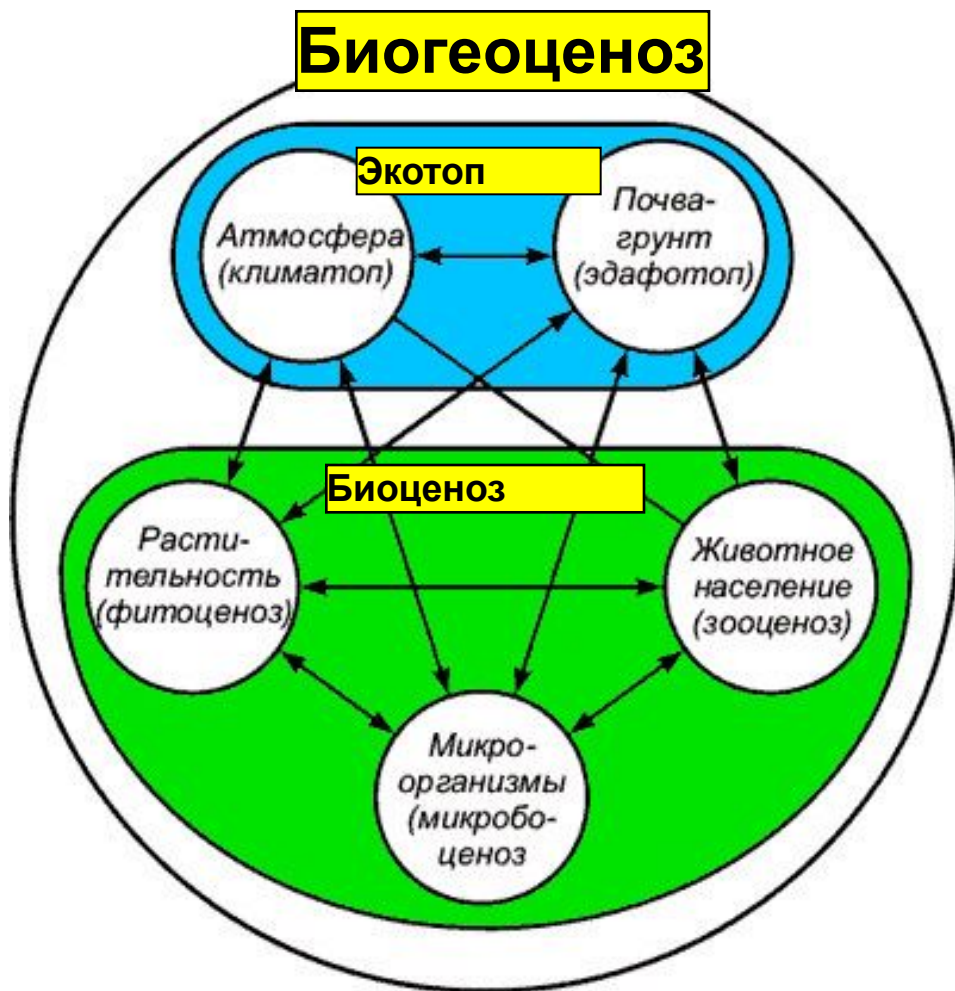 Биогеоценоз
Экотоп
Атмосфера
(климатоп)
Почва-
грунт
(эдафотоп)
Биоценоз
Расти-
тельность
(фитоценоз)
Животное
население
(зооценоз)
Микро-
организмы
(микробо-
ценоз